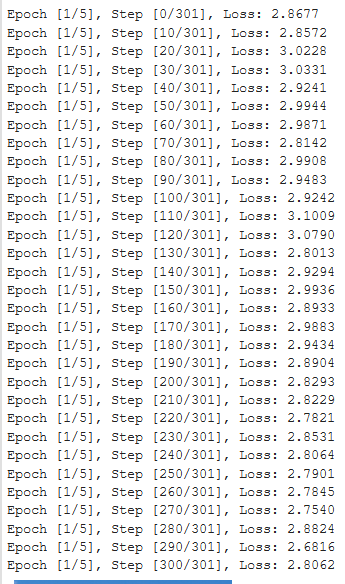 Epoch [1/5], Step [0/301], Loss: 2.8677
Epoch [1/5], Step [10/301], Loss: 2.8572
Epoch [1/5], Step [20/301], Loss: 3.0228
Epoch [1/5], Step [30/301], Loss: 3.0331
Epoch [1/5], Step [40/301], Loss: 2.9241
Epoch [1/5], Step [50/301], Loss: 2.9944
Epoch [1/5], Step [60/301], Loss: 2.9871
Epoch [1/5], Step [70/301], Loss: 2.8142
Epoch [1/5], Step [80/301], Loss: 2.9908
Epoch [1/5], Step [90/301], Loss: 2.9483
Epoch [1/5], Step [100/301], Loss: 2.9242
Epoch [1/5], Step [110/301], Loss: 3.1009
Epoch [1/5], Step [120/301], Loss: 3.0790
Epoch [1/5], Step [130/301], Loss: 2.8013
Epoch [1/5], Step [140/301], Loss: 2.9294
Epoch [1/5], Step [150/301], Loss: 2.9936
Epoch [1/5], Step [160/301], Loss: 2.8933
Epoch [1/5], Step [170/301], Loss: 2.9883
Epoch [1/5], Step [180/301], Loss: 2.9434
Epoch [1/5], Step [190/301], Loss: 2.8904
Epoch [1/5], Step [200/301], Loss: 2.8293
Epoch [1/5], Step [210/301], Loss: 2.8229
Epoch [1/5], Step [220/301], Loss: 2.7821
Epoch [1/5], Step [230/301], Loss: 2.8531
Epoch [1/5], Step [240/301], Loss: 2.8064
Epoch [1/5], Step [250/301], Loss: 2.7901
Epoch [1/5], Step [260/301], Loss: 2.7845
Epoch [1/5], Step [270/301], Loss: 2.7540
Epoch [1/5], Step [280/301], Loss: 2.8824
Epoch [1/5], Step [290/301], Loss: 2.6816
Epoch [1/5], Step [300/301], Loss: 2.8062